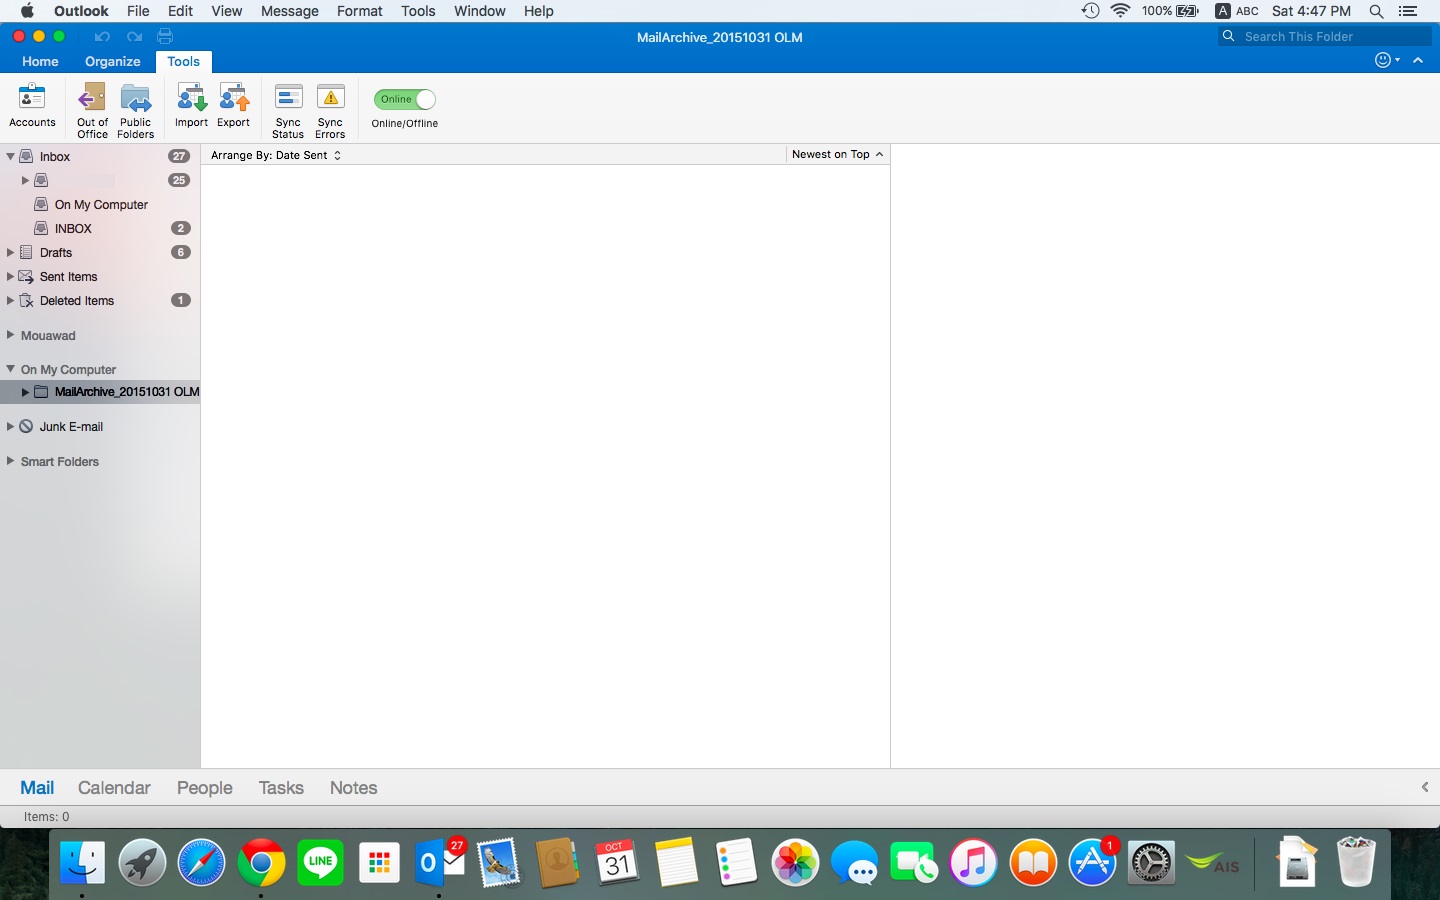 Outlook File Edit View Message Format Tools Window Help 100% A ABC Sat 4:47 PM
MailArchive_20151031 OLM Search This Folder
Home Organize Tools
Accounts Out of Office Public Folders Import Export Sync Status Sync Errors Online Online/Offline
Inbox 27
25
On My Computer
INBOX 2
Drafts 6
Sent Items
Deleted Items 1
Mouawad
On My Computer
MailArchive_20151031 OLM
Junk E-mail
Smart Folders
Arrange By: Date Sent Newest on Top
Mail Calendar People Tasks Notes
Items: 0
LINE 27 OCT 31 1 AIS